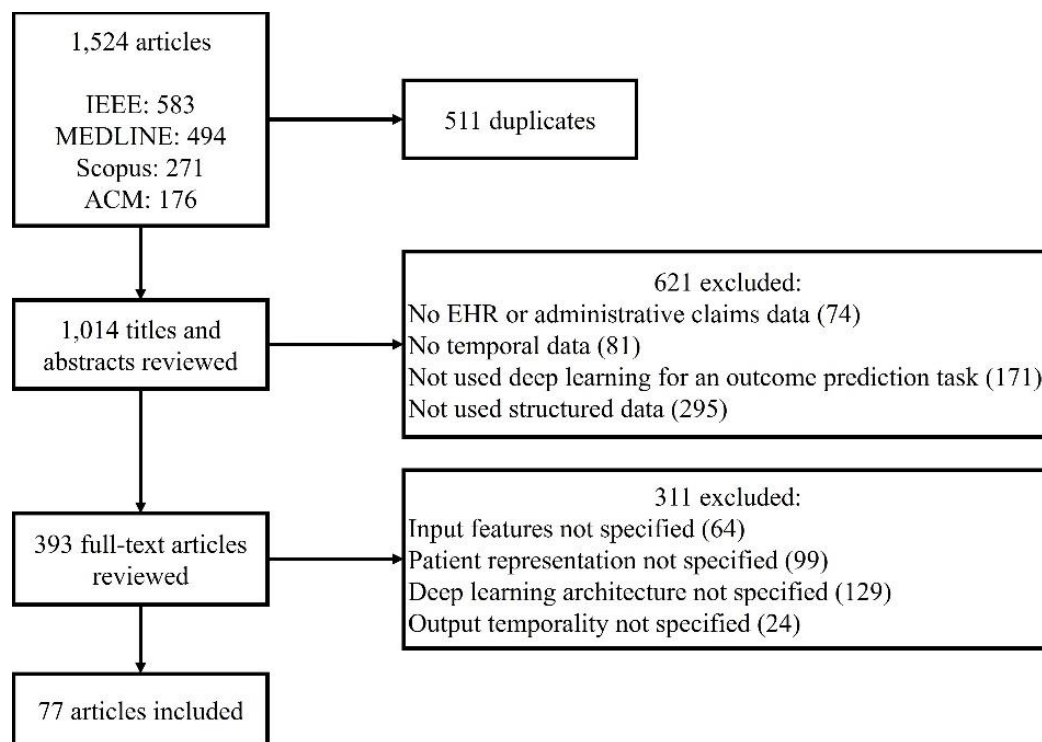 1,524 articles
IEEE: 583
MEDLINE: 494
Scopus: 271
ACM: 176
511 duplicates
1,014 titles and
abstracts reviewed
621 excluded:
No EHR or administrative claims data (74)
No temporal data (81)
Not used deep learning for an outcome prediction task (171)
Not used structured data (295)
393 full-text articles
reviewed
311 excluded:
Input features not specified (64)
Patient representation not specified (99)
Deep learning architecture not specified (129)
Output temporality not specified (24)
77 articles included